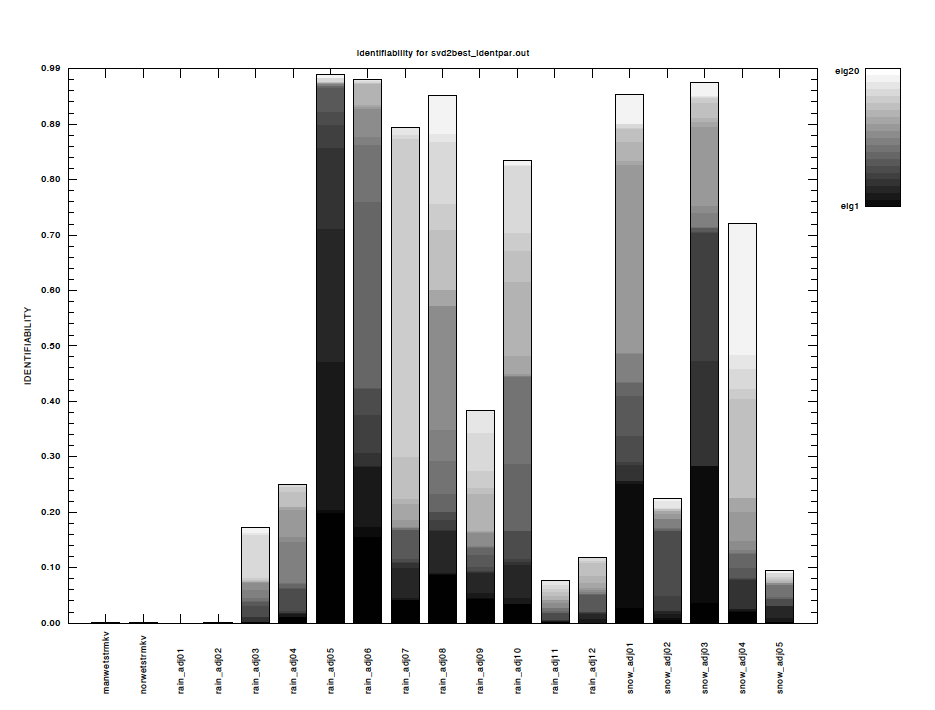 Identifiability for svd2best_identpar.out
eig20
eig1
IDENTIFIABILITY
0.99
0.89
0.80
0.70
0.60
0.50
0.40
0.30
0.20
0.10
0.00
manwetstrmkv
norwetstrmkv
rain_adj01
rain_adj02
rain_adj03
rain_adj04
rain_adj05
rain_adj06
rain_adj07
rain_adj08
rain_adj09
rain_adj10
rain_adj11
rain_adj12
snow_adj01
snow_adj02
snow_adj03
snow_adj04
snow_adj05